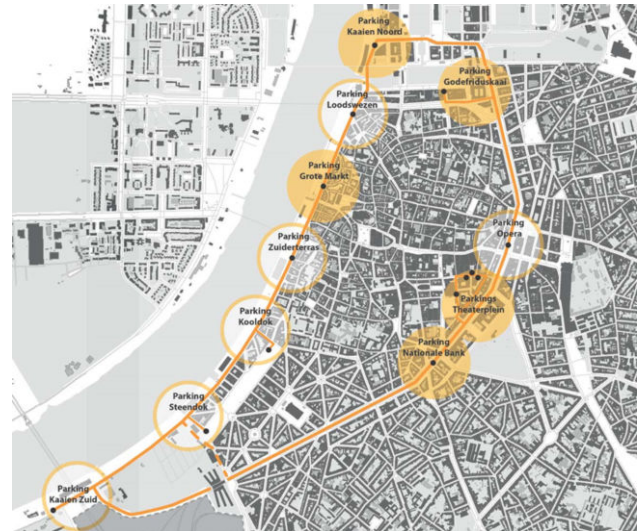 Parking
Kaaien Noord
Parking
Godefriduskaai
Parking
Loodswezen
Parking
Grote Markt
Parking
Zuiderterras
Parking
Opera
Parkings
Theaterplein
Parking
Kooldok
Parking
Nationale Bank
Parking
Steendok
Parking
Kaaien Zuid